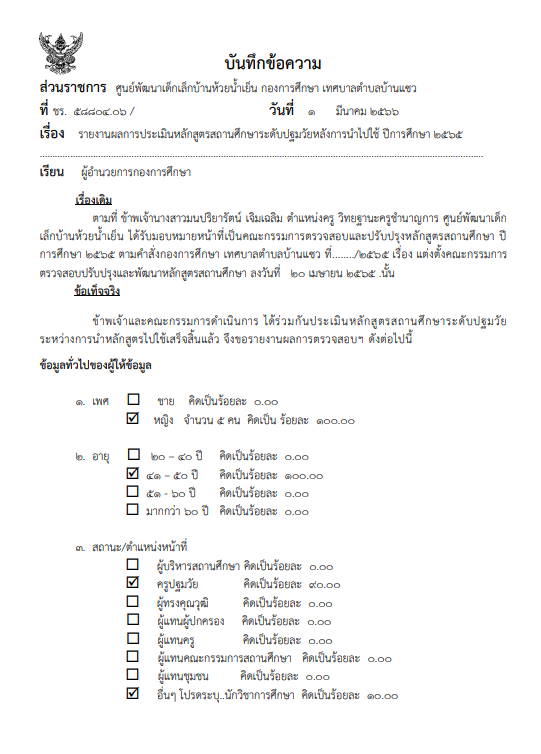 บันทึกข้อความ
ส่วนราชการ ศูนย์พัฒนาเด็กเล็กบ้านห้วยน้ำเย็น กองการศึกษา เทศบาลตำบลบ้านแซว
ที่ ชร. ๕๘๘๐๔.๐๖ / วันที่ ๑ มีนาคม ๒๕๖๖
เรื่อง รายงานผลการประเมินหลักสูตรสถานศึกษาระดับปฐมวัยหลังการนำไปใช้ ปีการศึกษา ๒๕๖๕
เรียน ผู้อำนวยการกองการศึกษา
เรื่องเดิม
ตามที่ ข้าพเจ้านางสาวมนปริยารัตน์ เจิมเฉลิม ตำแหน่งครู วิทยฐานะครูชำนาญการ ศูนย์พัฒนาเด็ก
เล็กบ้านห้วยน้ำเย็น ได้รับมอบหมายหน้าที่เป็นคณะกรรมการตรวจสอบและปรับปรุงหลักสูตรสถานศึกษา ปี
การศึกษา ๒๕๖๕ ตามคำสั่งกองการศึกษา เทศบาลตำบลบ้านแซว ที่......../๒๕๖๕ เรื่อง แต่งตั้งคณะกรรมการ
ตรวจสอบปรับปรุงและพัฒนาหลักสูตรสถานศึกษา ลงวันที่ ๒๐ เมษายน ๒๕๖๕ .นั้น
ข้อเท็จจริง
ข้าพเจ้าและคณะกรรมการดำเนินการ ได้ร่วมกันประเมินหลักสูตรสถานศึกษาระดับปฐมวัย
ระหว่างการนำหลักสูตรไปใช้เสร็จสิ้นแล้ว จึงขอรายงานผลการตรวจสอบฯ ดังต่อไปนี้
ข้อมูลทั่วไปของผู้ให้ข้อมูล
๑. เพศ ☐ ชาย คิดเป็นร้อยละ ๐.๐๐
☑ หญิง จำนวน ๕ คน คิดเป็น ร้อยละ ๑๐๐.๐๐
๒. อายุ ☐ ๒๐ – ๔๐ ปี คิดเป็นร้อยละ ๐.๐๐
☑ ๔๑ – ๕๐ ปี คิดเป็นร้อยละ ๑๐๐.๐๐
☐ ๕๑ - ๖๐ ปี คิดเป็นร้อยละ ๐.๐๐
☐ มากกว่า ๖๐ ปี คิดเป็นร้อยละ ๐.๐๐
๓. สถานะ/ตำแหน่งหน้าที่
☐ ผู้บริหารสถานศึกษา คิดเป็นร้อยละ ๐.๐๐
☑ ครูปฐมวัย คิดเป็นร้อยละ ๙๐.๐๐
☐ ผู้ทรงคุณวุฒิ คิดเป็นร้อยละ ๐.๐๐
☐ ผู้แทนผู้ปกครอง คิดเป็นร้อยละ ๐.๐๐
☐ ผู้แทนครู คิดเป็นร้อยละ ๐.๐๐
☐ ผู้แทนคณะกรรมการสถานศึกษา คิดเป็นร้อยละ ๐.๐๐
☐ ผู้แทนชุมชน คิดเป็นร้อยละ ๐.๐๐
☑ อื่นๆ โปรดระบุ..นักวิชาการศึกษา คิดเป็นร้อยละ ๑๐.๐๐